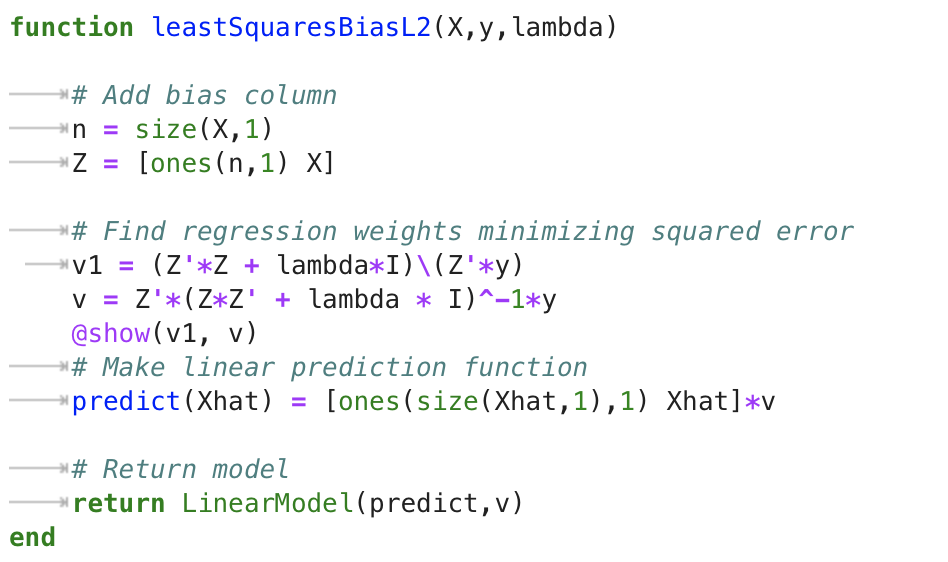 function leastSquaresBiasL2(X,y,lambda)
# Add bias column
n = size(X,1)
Z = [ones(n,1) X]
# Find regression weights minimizing squared error
v1 = (Z'*Z + lambda*I)\(Z'*y)
v = Z'*(Z*Z' + lambda * I)^-1*y
@show(v1, v)
# Make linear prediction function
predict(Xhat) = [ones(size(Xhat,1),1) Xhat]*v
# Return model
return LinearModel(predict,v)
end